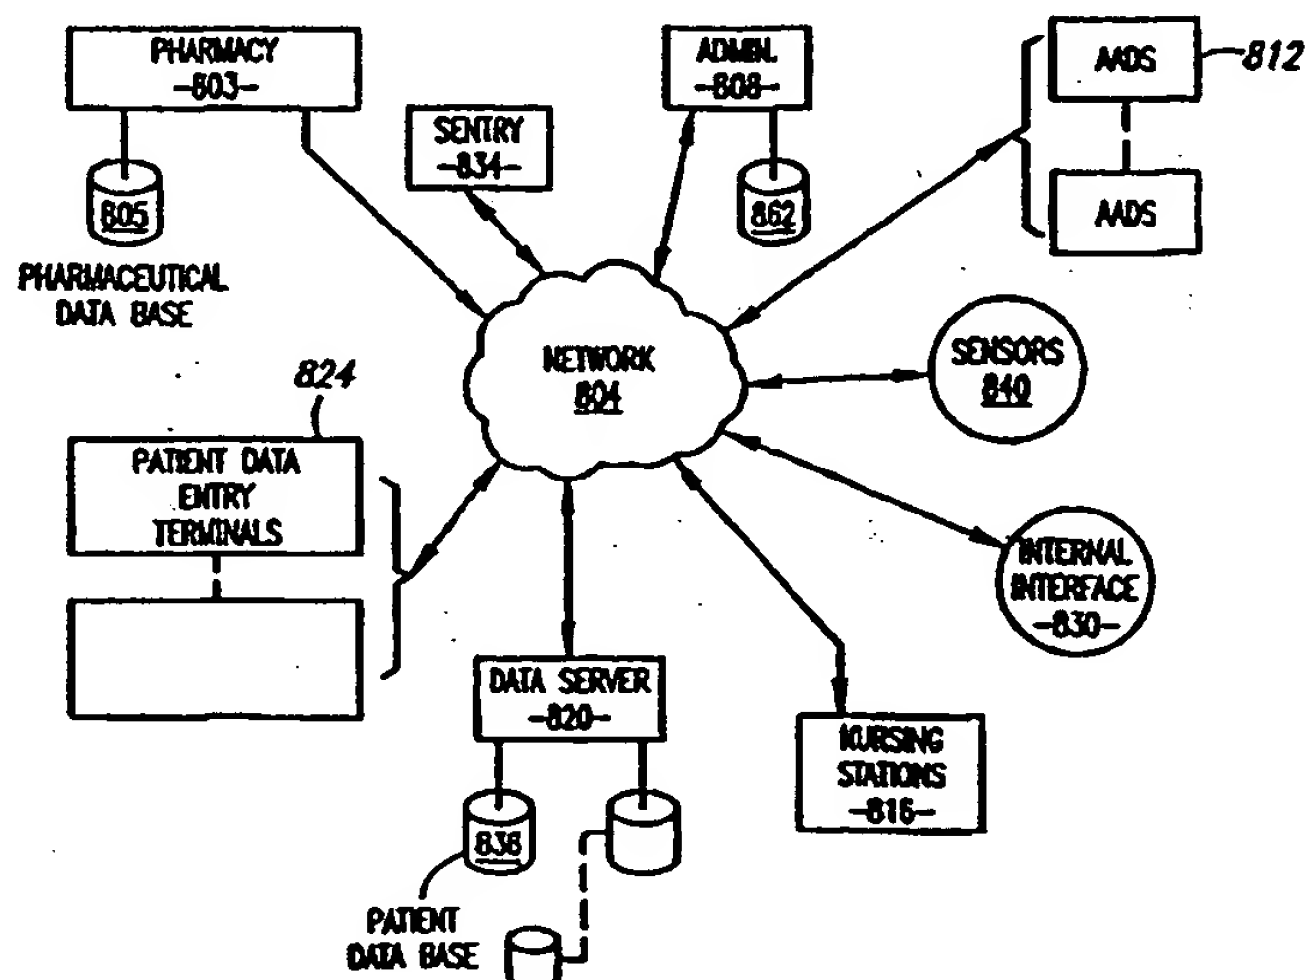 PHARMACY
-803-
SENTRY
-834-
ADMIN.
-808-
AADS
812
AADS
805
862
PHARMACEUTICAL
DATA BASE
NETWORK
804
SENSORS
840
824
PATIENT DATA
ENTRY
TERMINALS
INTERNAL
INTERFACE
-830-
DATA SERVER
-820-
NURSING
STATIONS
-816-
838
PATIENT
DATA BASE